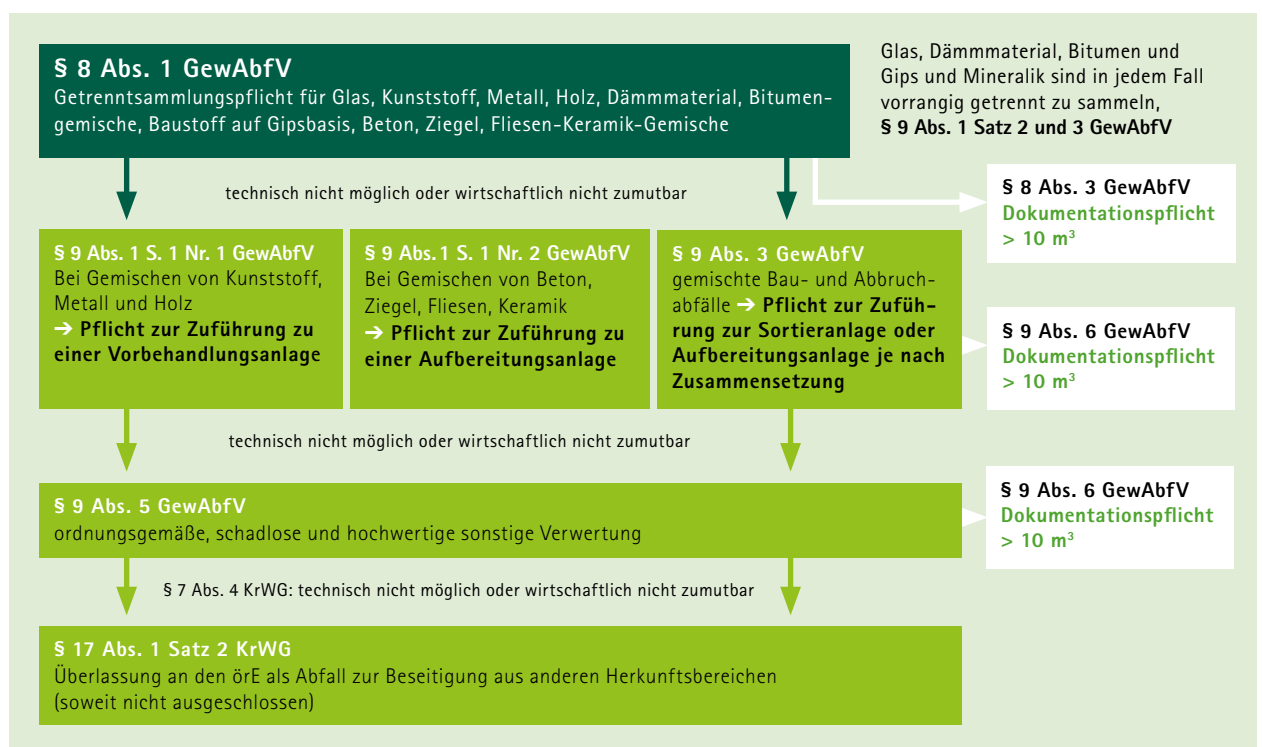 § 8 Abs. 1 GewAbfV
Getrenntsammlungspflicht für Glas, Kunststoff, Metall, Holz, Dämmmaterial, Bitumen-
gemische, Baustoff auf Gipsbasis, Beton, Ziegel, Fliesen-Keramik-Gemische
Glas, Dämmmaterial, Bitumen und
Gips und Mineralik sind in jedem Fall
vorrangig getrennt zu sammeln,
§ 9 Abs. 1 Satz 2 und 3 GewAbfV
technisch nicht möglich oder wirtschaftlich nicht zumutbar
§ 8 Abs. 3 GewAbfV
Dokumentationspflicht
> 10 m³
§ 9 Abs. 1 S. 1 Nr. 1 GewAbfV
Bei Gemischen von Kunststoff,
Metall und Holz
➔ Pflicht zur Zuführung zu
einer Vorbehandlungsanlage
§ 9 Abs.1 S. 1 Nr. 2 GewAbfV
Bei Gemischen von Beton,
Ziegel, Fliesen, Keramik
➔ Pflicht zur Zuführung zu
einer Aufbereitungsanlage
§ 9 Abs. 3 GewAbfV
gemischte Bau- und Abbruch-
abfälle ➔ Pflicht zur Zufüh-
rung zur Sortieranlage oder
Aufbereitungsanlage je nach
Zusammensetzung
§ 9 Abs. 6 GewAbfV
Dokumentationspflicht
> 10 m³
technisch nicht möglich oder wirtschaftlich nicht zumutbar
§ 9 Abs. 5 GewAbfV
ordnungsgemäße, schadlose und hochwertige sonstige Verwertung
§ 9 Abs. 6 GewAbfV
Dokumentationspflicht
> 10 m³
§ 7 Abs. 4 KrWG: technisch nicht möglich oder wirtschaftlich nicht zumutbar
§ 17 Abs. 1 Satz 2 KrWG
Überlassung an den örE als Abfall zur Beseitigung aus anderen Herkunftsbereichen
(soweit nicht ausgeschlossen)